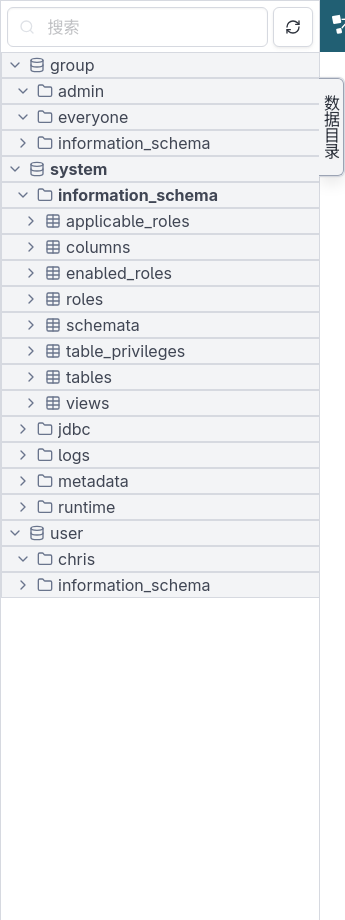 搜索
group
admin
everyone
information_schema
system
information_schema
applicable_roles
columns
enabled_roles
roles
schemata
table_privileges
tables
views
jdbc
logs
metadata
runtime
user
chris
information_schema
数据目录